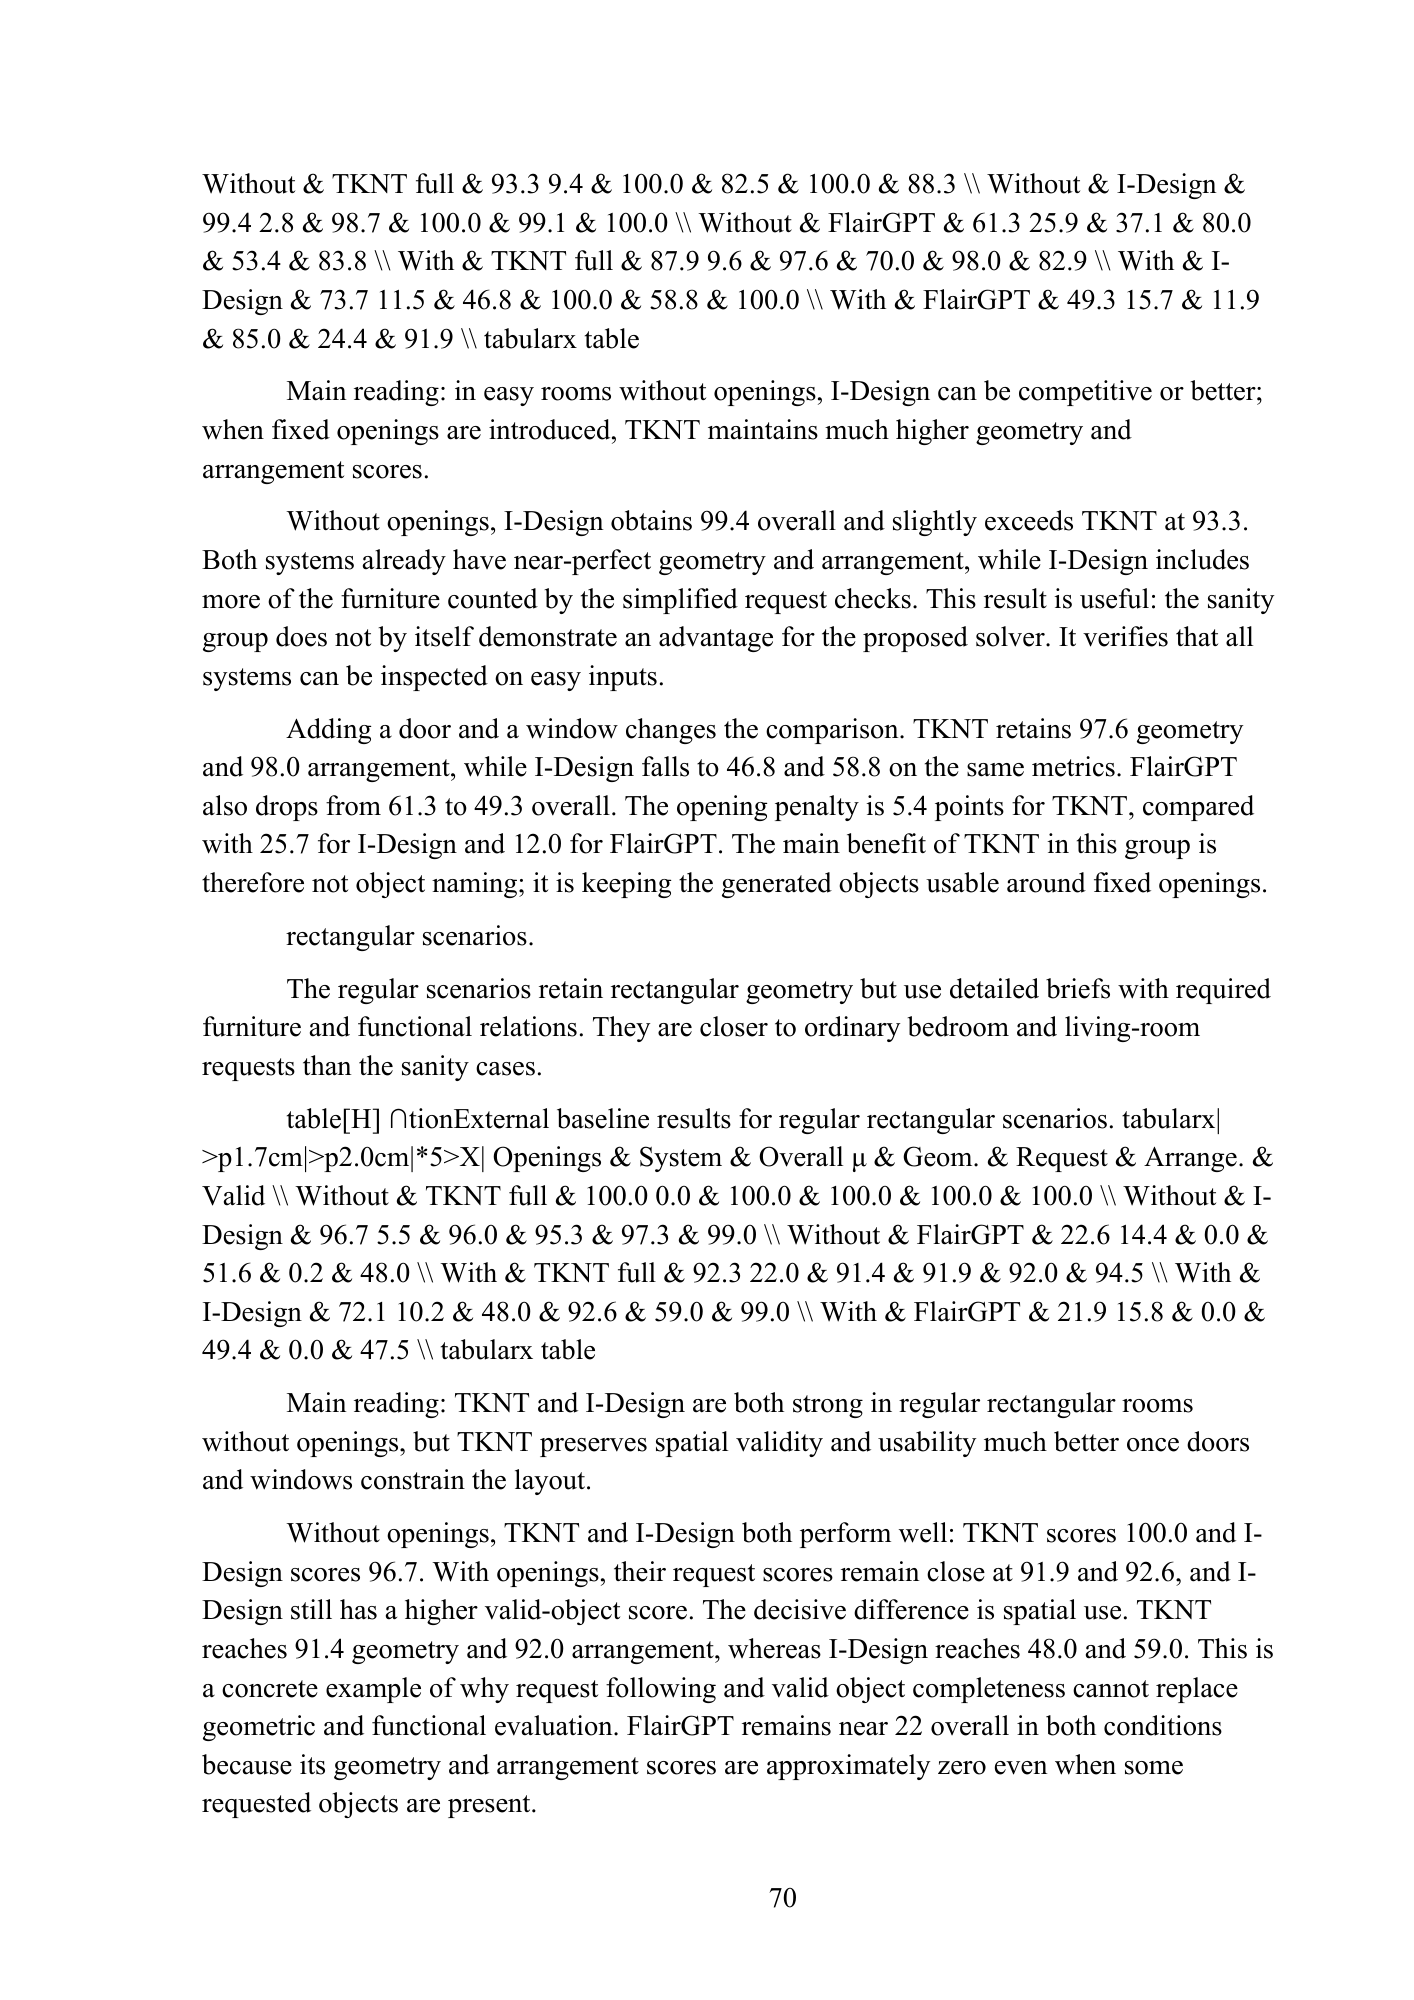 Without & TKNT full & 93.3 9.4 & 100.0 & 82.5 & 100.0 & 88.3 \\ Without & I-Design &
99.4 2.8 & 98.7 & 100.0 & 99.1 & 100.0 \\ Without & FlairGPT & 61.3 25.9 & 37.1 & 80.0
& 53.4 & 83.8 \\ With & TKNT full & 87.9 9.6 & 97.6 & 70.0 & 98.0 & 82.9 \\ With & I-
Design & 73.7 11.5 & 46.8 & 100.0 & 58.8 & 100.0 \\ With & FlairGPT & 49.3 15.7 & 11.9
& 85.0 & 24.4 & 91.9 \\ tabularx table
Main reading: in easy rooms without openings, I-Design can be competitive or better;
when fixed openings are introduced, TKNT maintains much higher geometry and
arrangement scores.
Without openings, I-Design obtains 99.4 overall and slightly exceeds TKNT at 93.3.
Both systems already have near-perfect geometry and arrangement, while I-Design includes
more of the furniture counted by the simplified request checks. This result is useful: the sanity
group does not by itself demonstrate an advantage for the proposed solver. It verifies that all
systems can be inspected on easy inputs.
Adding a door and a window changes the comparison. TKNT retains 97.6 geometry
and 98.0 arrangement, while I-Design falls to 46.8 and 58.8 on the same metrics. FlairGPT
also drops from 61.3 to 49.3 overall. The opening penalty is 5.4 points for TKNT, compared
with 25.7 for I-Design and 12.0 for FlairGPT. The main benefit of TKNT in this group is
therefore not object naming; it is keeping the generated objects usable around fixed openings.
rectangular scenarios.
The regular scenarios retain rectangular geometry but use detailed briefs with required
furniture and functional relations. They are closer to ordinary bedroom and living-room
requests than the sanity cases.
table[H] ∩tionExternal baseline results for regular rectangular scenarios. tabularx|
>p1.7cm|>p2.0cm|*5>X| Openings & System & Overall μ & Geom. & Request & Arrange. &
Valid \\ Without & TKNT full & 100.0 0.0 & 100.0 & 100.0 & 100.0 & 100.0 \\ Without & I-
Design & 96.7 5.5 & 96.0 & 95.3 & 97.3 & 99.0 \\ Without & FlairGPT & 22.6 14.4 & 0.0 &
51.6 & 0.2 & 48.0 \\ With & TKNT full & 92.3 22.0 & 91.4 & 91.9 & 92.0 & 94.5 \\ With &
I-Design & 72.1 10.2 & 48.0 & 92.6 & 59.0 & 99.0 \\ With & FlairGPT & 21.9 15.8 & 0.0 &
49.4 & 0.0 & 47.5 \\ tabularx table
Main reading: TKNT and I-Design are both strong in regular rectangular rooms
without openings, but TKNT preserves spatial validity and usability much better once doors
and windows constrain the layout.
Without openings, TKNT and I-Design both perform well: TKNT scores 100.0 and I-
Design scores 96.7. With openings, their request scores remain close at 91.9 and 92.6, and I-
Design still has a higher valid-object score. The decisive difference is spatial use. TKNT
reaches 91.4 geometry and 92.0 arrangement, whereas I-Design reaches 48.0 and 59.0. This is
a concrete example of why request following and valid object completeness cannot replace
geometric and functional evaluation. FlairGPT remains near 22 overall in both conditions
because its geometry and arrangement scores are approximately zero even when some
requested objects are present.
70